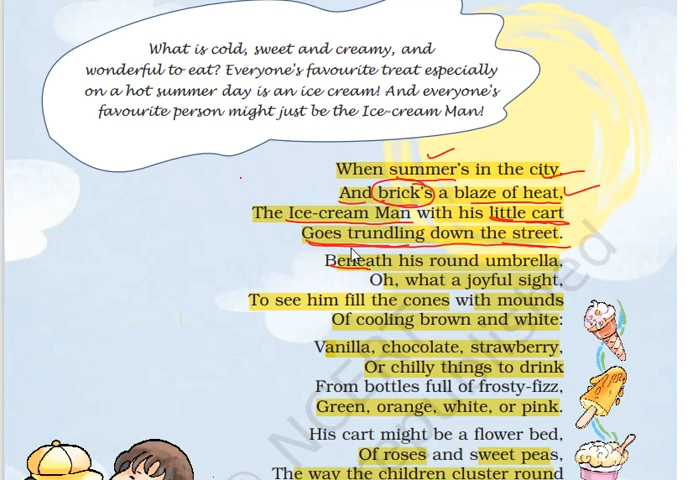 What is cold, sweet and creamy, and
wonderful to eat? Everyone's favourite treat especially
on a hot summer day is an ice cream! And everyone's
favourite person might just be the Ice-cream Man!
When summer's in the city,
And brick's a blaze of heat,
The Ice-cream Man with his little cart
Goes trundling down the street.
Beneath his round umbrella,
Oh, what a joyful sight,
To see him fill the cones with mounds
Of cooling brown and white:
Vanilla, chocolate, strawberry,
Or chilly things to drink
From bottles full of frosty-fizz,
Green, orange, white, or pink.
His cart might be a flower bed,
Of roses and sweet peas,
The way the children cluster round